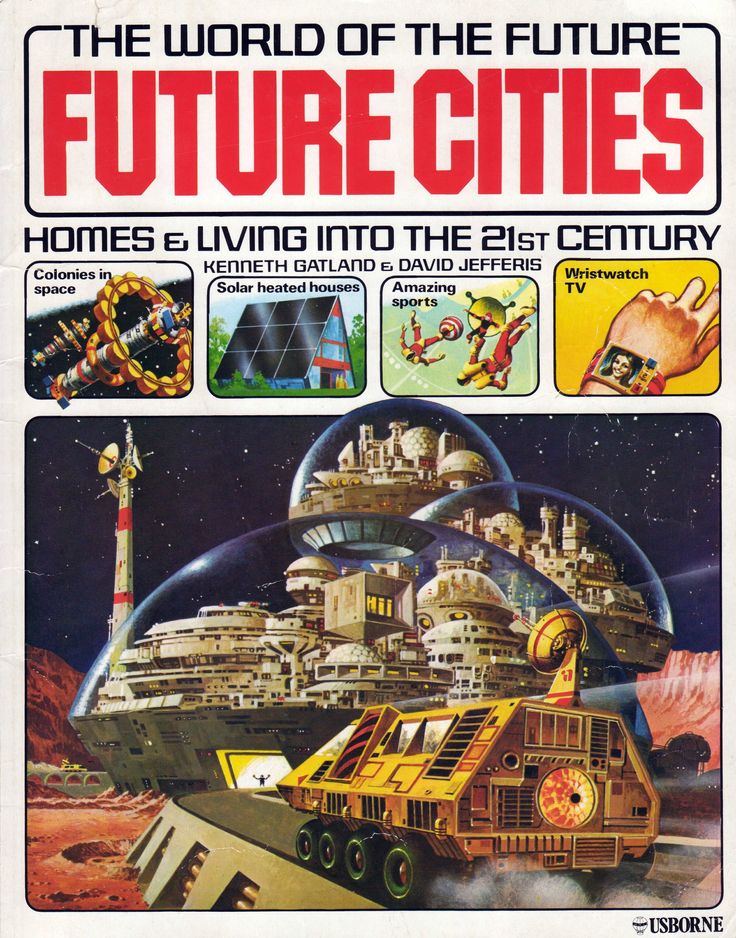 THE WORLD OF THE FUTURE
FUTURE CITIES
HOMES & LIVING INTO THE 21ST CENTURY
KENNETH GATLAND & DAVID JEFFERIS
Colonies in
space
Solar heated houses
Amazing
sports
Wristwatch
TV
USBORNE